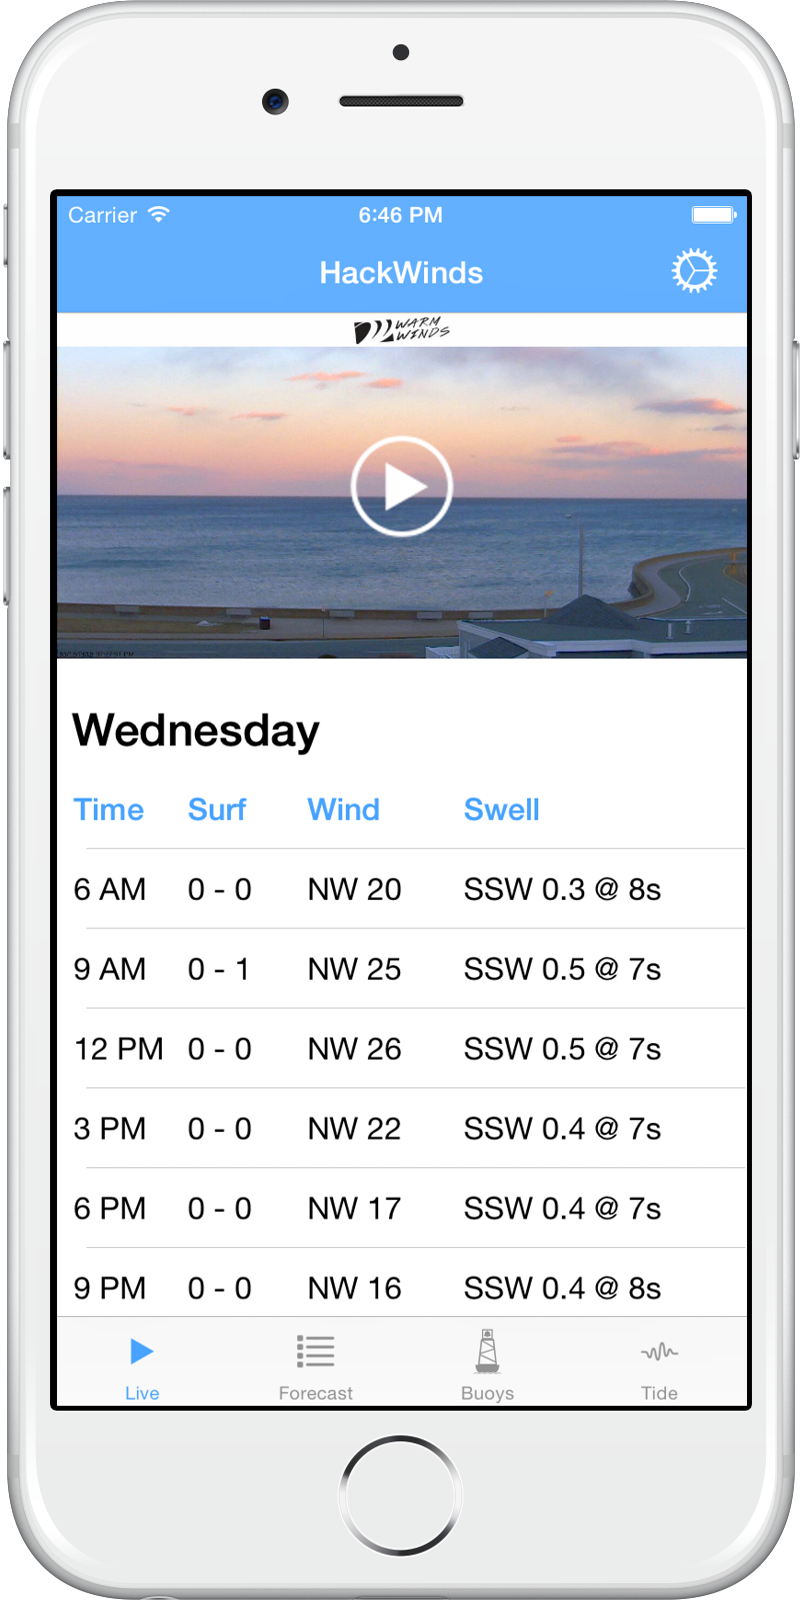 Carrier 6:46 PM
HackWinds
WARM
WINDS
Wednesday
Time Surf Wind Swell
6 AM 0 - 0 NW 20 SSW 0.3 @ 8s
9 AM 0 - 1 NW 25 SSW 0.5 @ 7s
12 PM 0 - 0 NW 26 SSW 0.5 @ 7s
3 PM 0 - 0 NW 22 SSW 0.4 @ 7s
6 PM 0 - 0 NW 17 SSW 0.4 @ 7s
9 PM 0 - 0 NW 16 SSW 0.4 @ 8s
Live Forecast Buoys Tide